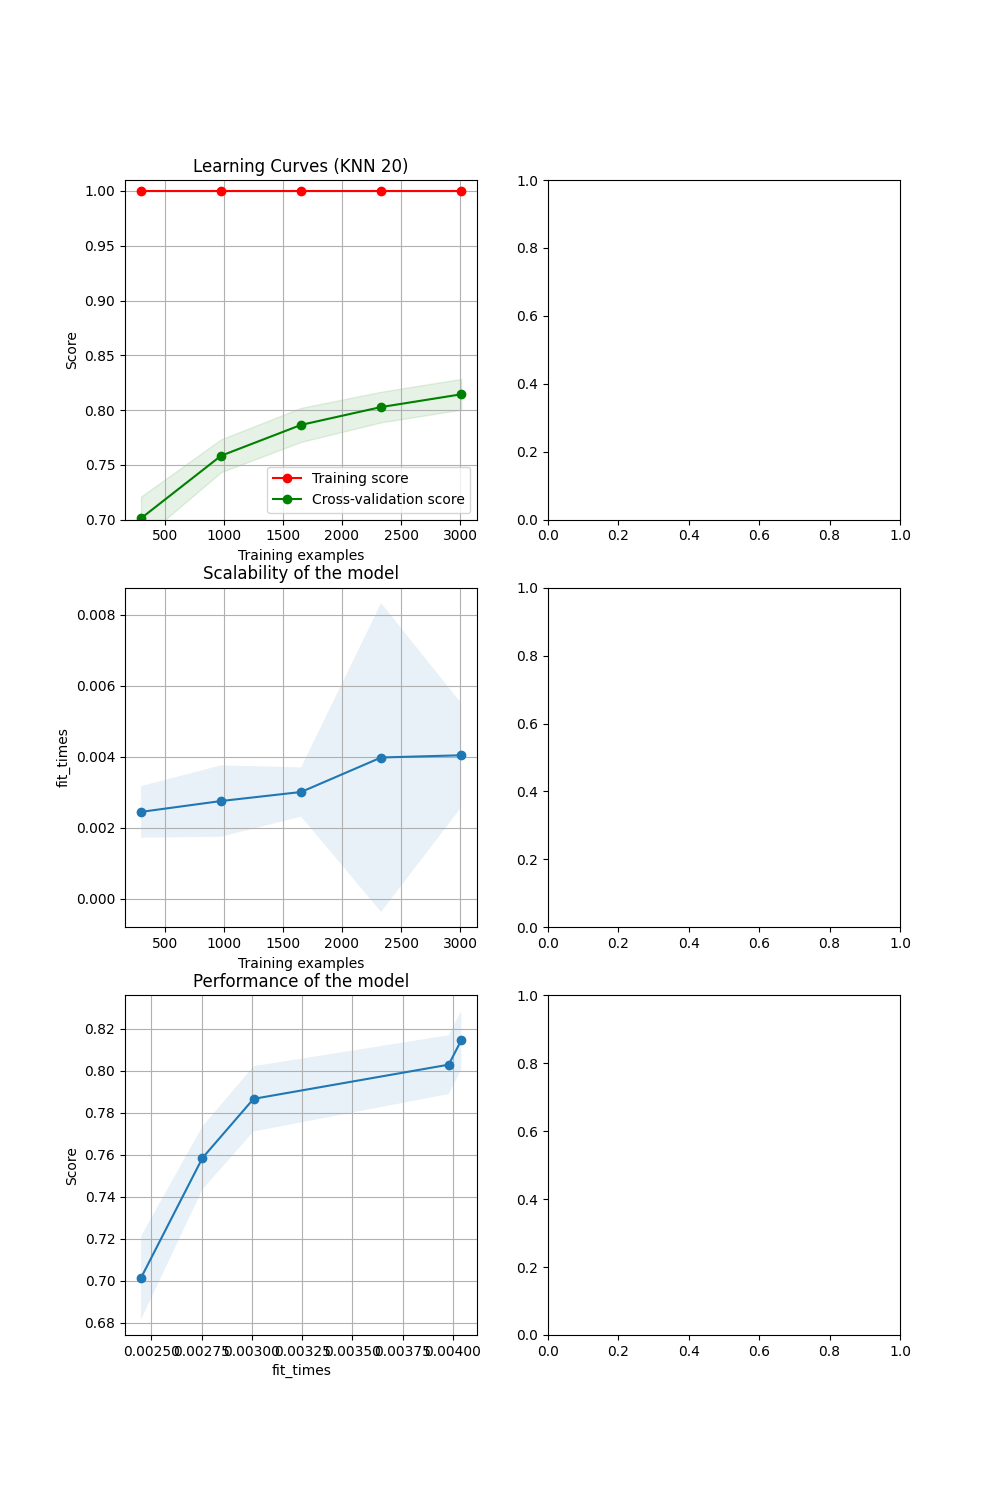 Learning Curves (KNN 20)
1.00
0.95
0.90
0.85
0.80
0.75
0.70
Score
Training score
Cross-validation score
500 1000 1500 2000 2500 3000
Training examples
1.0
0.8
0.6
0.4
0.2
0.0
0.0 0.2 0.4 0.6 0.8 1.0
Scalability of the model
0.008
0.006
0.004
0.002
0.000
fit_times
500 1000 1500 2000 2500 3000
Training examples
1.0
0.8
0.6
0.4
0.2
0.0
0.0 0.2 0.4 0.6 0.8 1.0
Performance of the model
0.82
0.80
0.78
0.76
0.74
0.72
0.70
0.68
Score
0.00250 0.00275 0.00300 0.00325 0.00350 0.00375 0.00400
fit_times
1.0
0.8
0.6
0.4
0.2
0.0
0.0 0.2 0.4 0.6 0.8 1.0